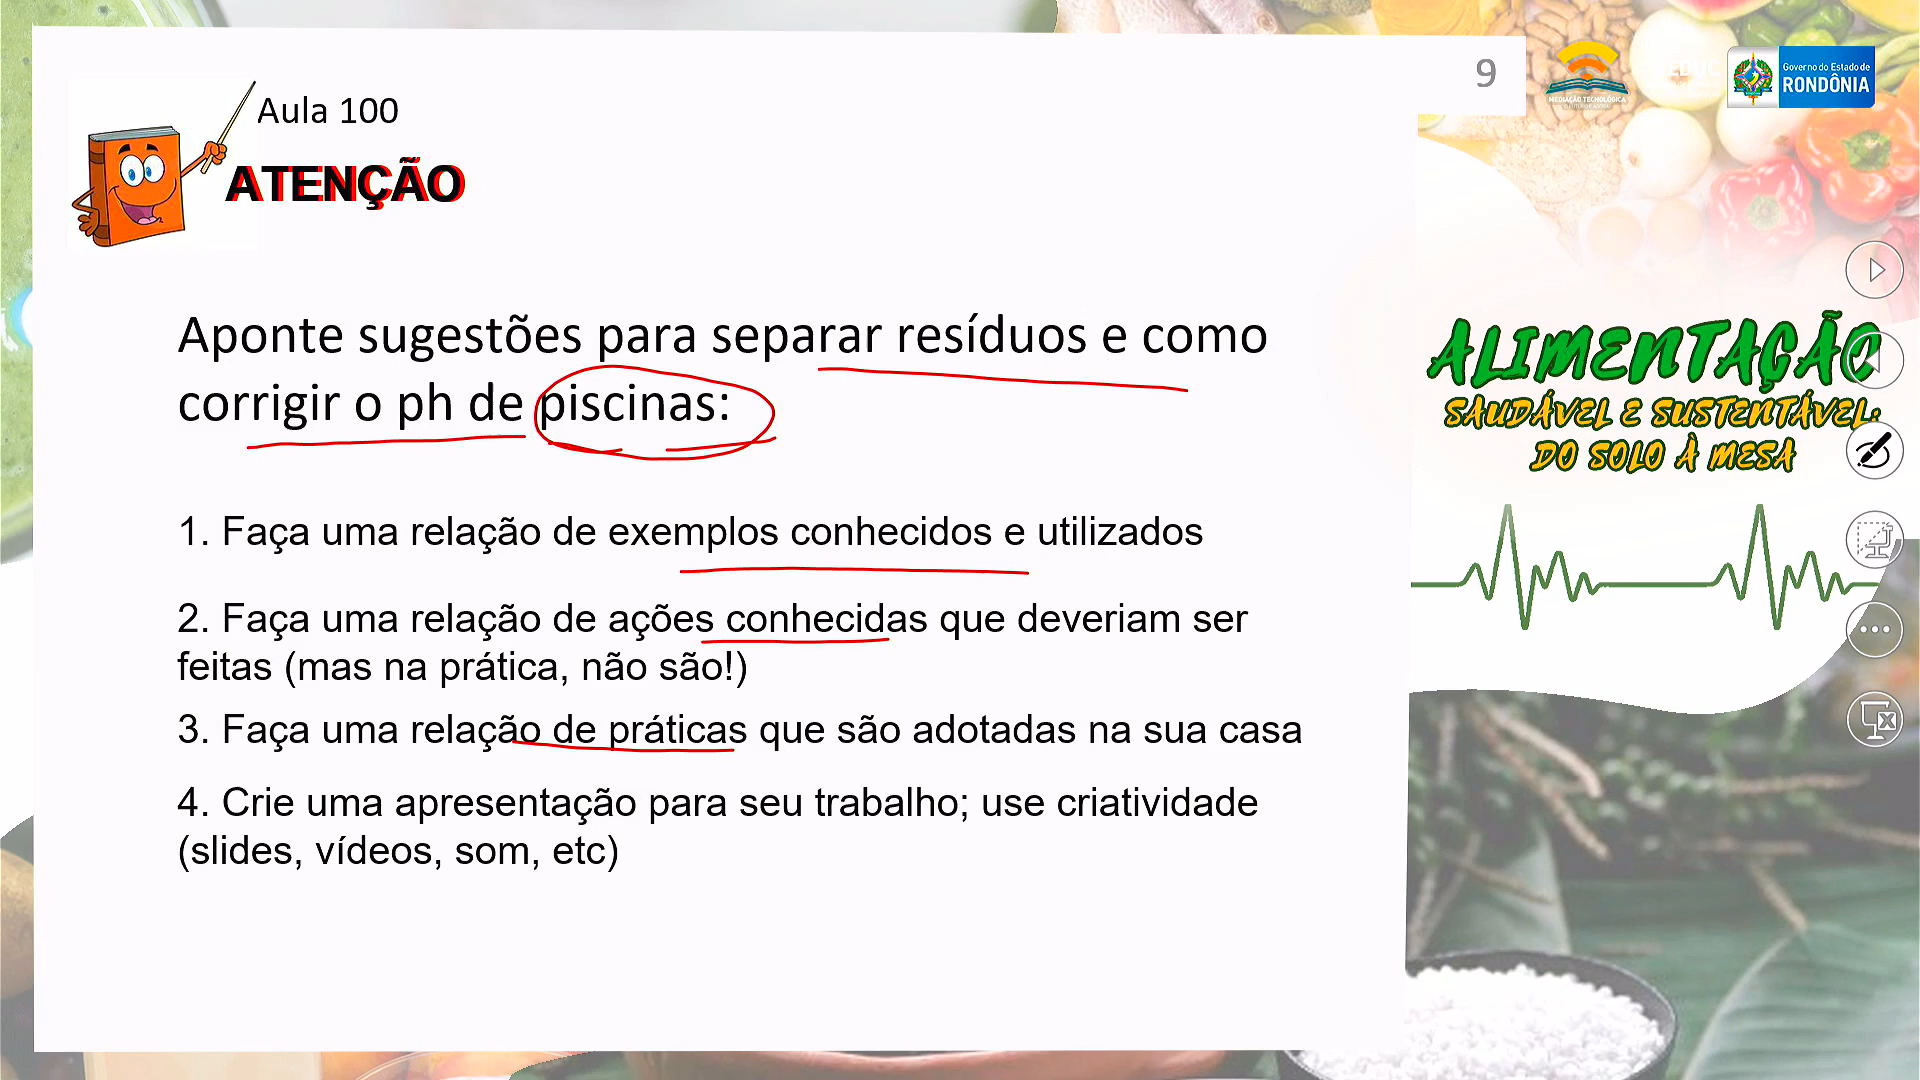 9
MEDIAÇÃO TECNOLÓGICA
Governo do Estado de
RONDÔNIA
Aula 100
ATENÇÃO
Aponte sugestões para separar resíduos e como
corrigir o ph de piscinas:
1. Faça uma relação de exemplos conhecidos e utilizados
2. Faça uma relação de ações conhecidas que deveriam ser
feitas (mas na prática, não são!)
3. Faça uma relação de práticas que são adotadas na sua casa
4. Crie uma apresentação para seu trabalho; use criatividade
(slides, vídeos, som, etc)
ALIMENTAÇÃO
SAUDÁVEL E SUSTENTÁVEL:
DO SOLO À MESA